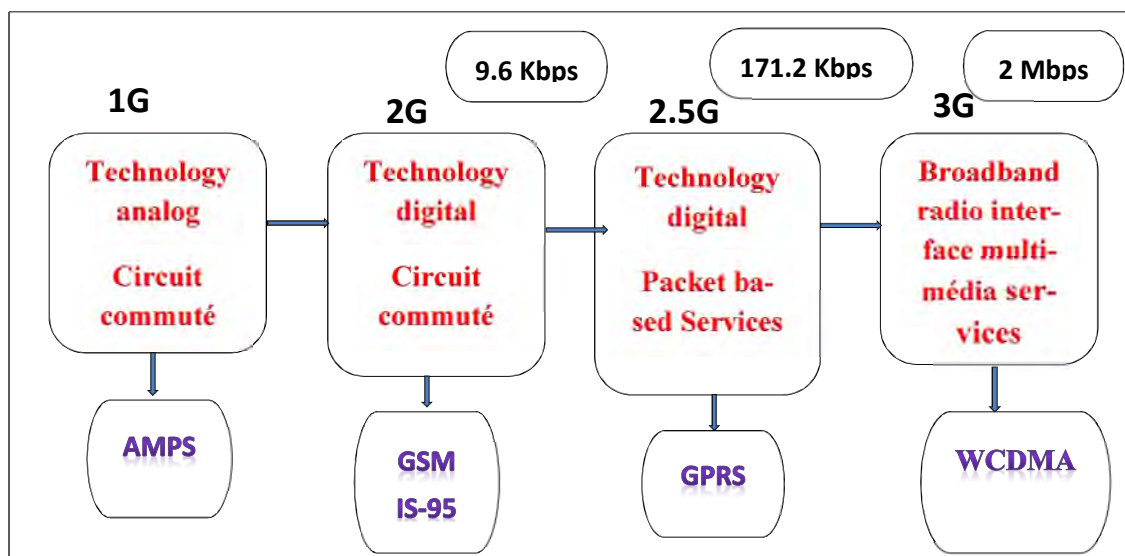 9.6 Kbps
171.2 Kbps
2 Mbps
1G
2G
2.5G
3G
Technology
analog
Circuit
commuté
Technology
digital
Circuit
commuté
Technology
digital
Packet ba-
sed Services
Broadband
radio inter-
face multi-
média ser-
vices
AMPS
GSM
IS-95
GPRS
WCDMA